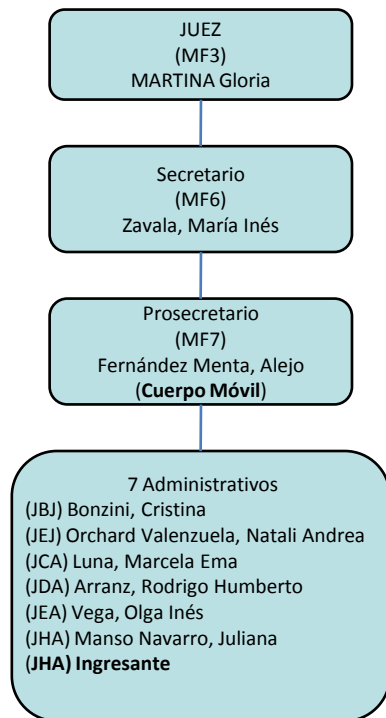 JUEZ
(MF3)
MARTINA Gloria
Secretario
(MF6)
Zavala, María Inés
Prosecretario
(MF7)
Fernández Menta, Alejo
(Cuerpo Móvil)
7 Administrativos
(JBJ) Bonzini, Cristina
(JEJ) Orchard Valenzuela, Natali Andrea
(JCA) Luna, Marcela Ema
(JDA) Arranz, Rodrigo Humberto
(JEA) Vega, Olga Inés
(JHA) Manso Navarro, Juliana
(JHA) Ingresante